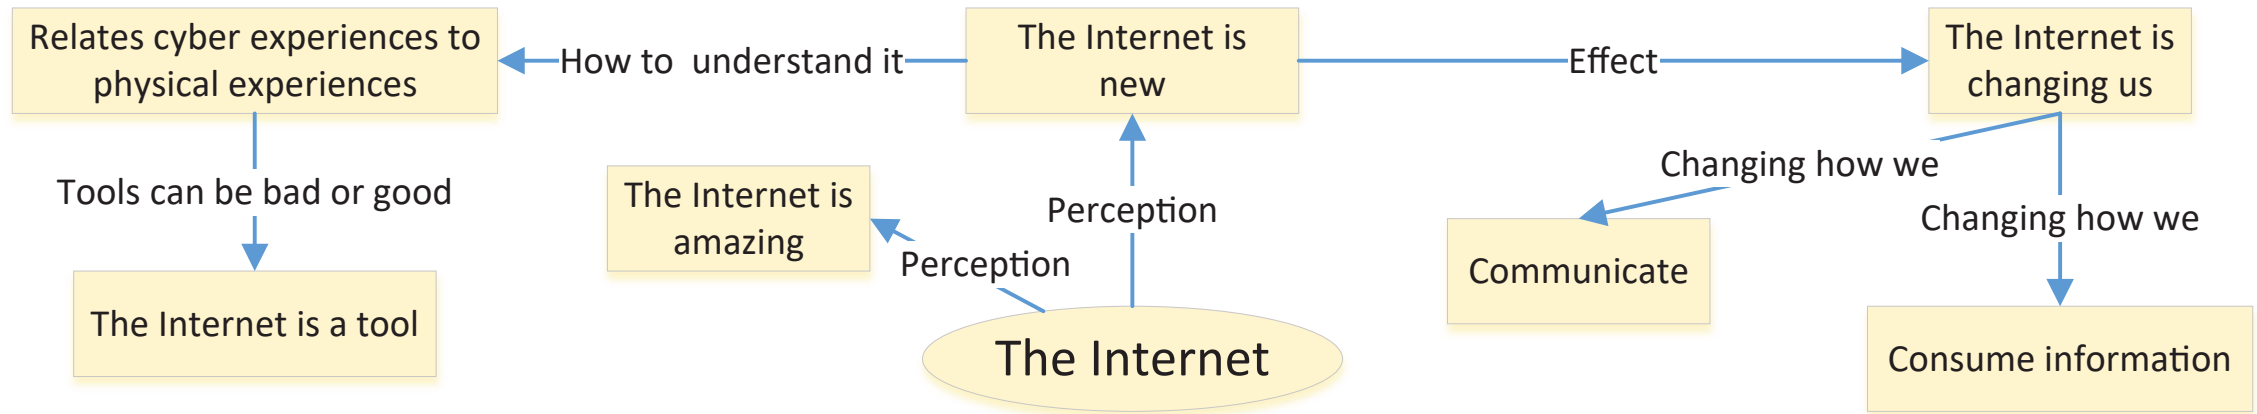 Relates cyber experiences to
physical experiences
How to  understand it
The Internet is
new
Effect
The Internet is
changing us
Tools can be bad or good
The Internet is
amazing
Perception
Perception
Changing how we
Changing how we
Communicate
The Internet is a tool
The Internet
Consume information